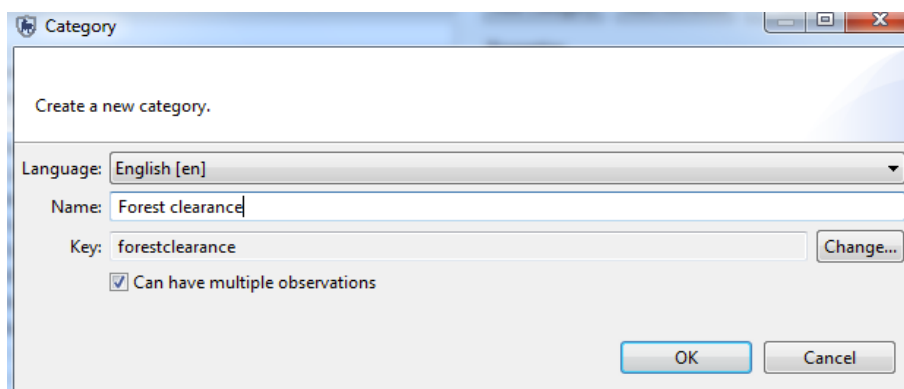 Category
Create a new category.
Language: English [en]
Name: Forest clearance
Key: forestclearance Change...
Can have multiple observations
OK Cancel